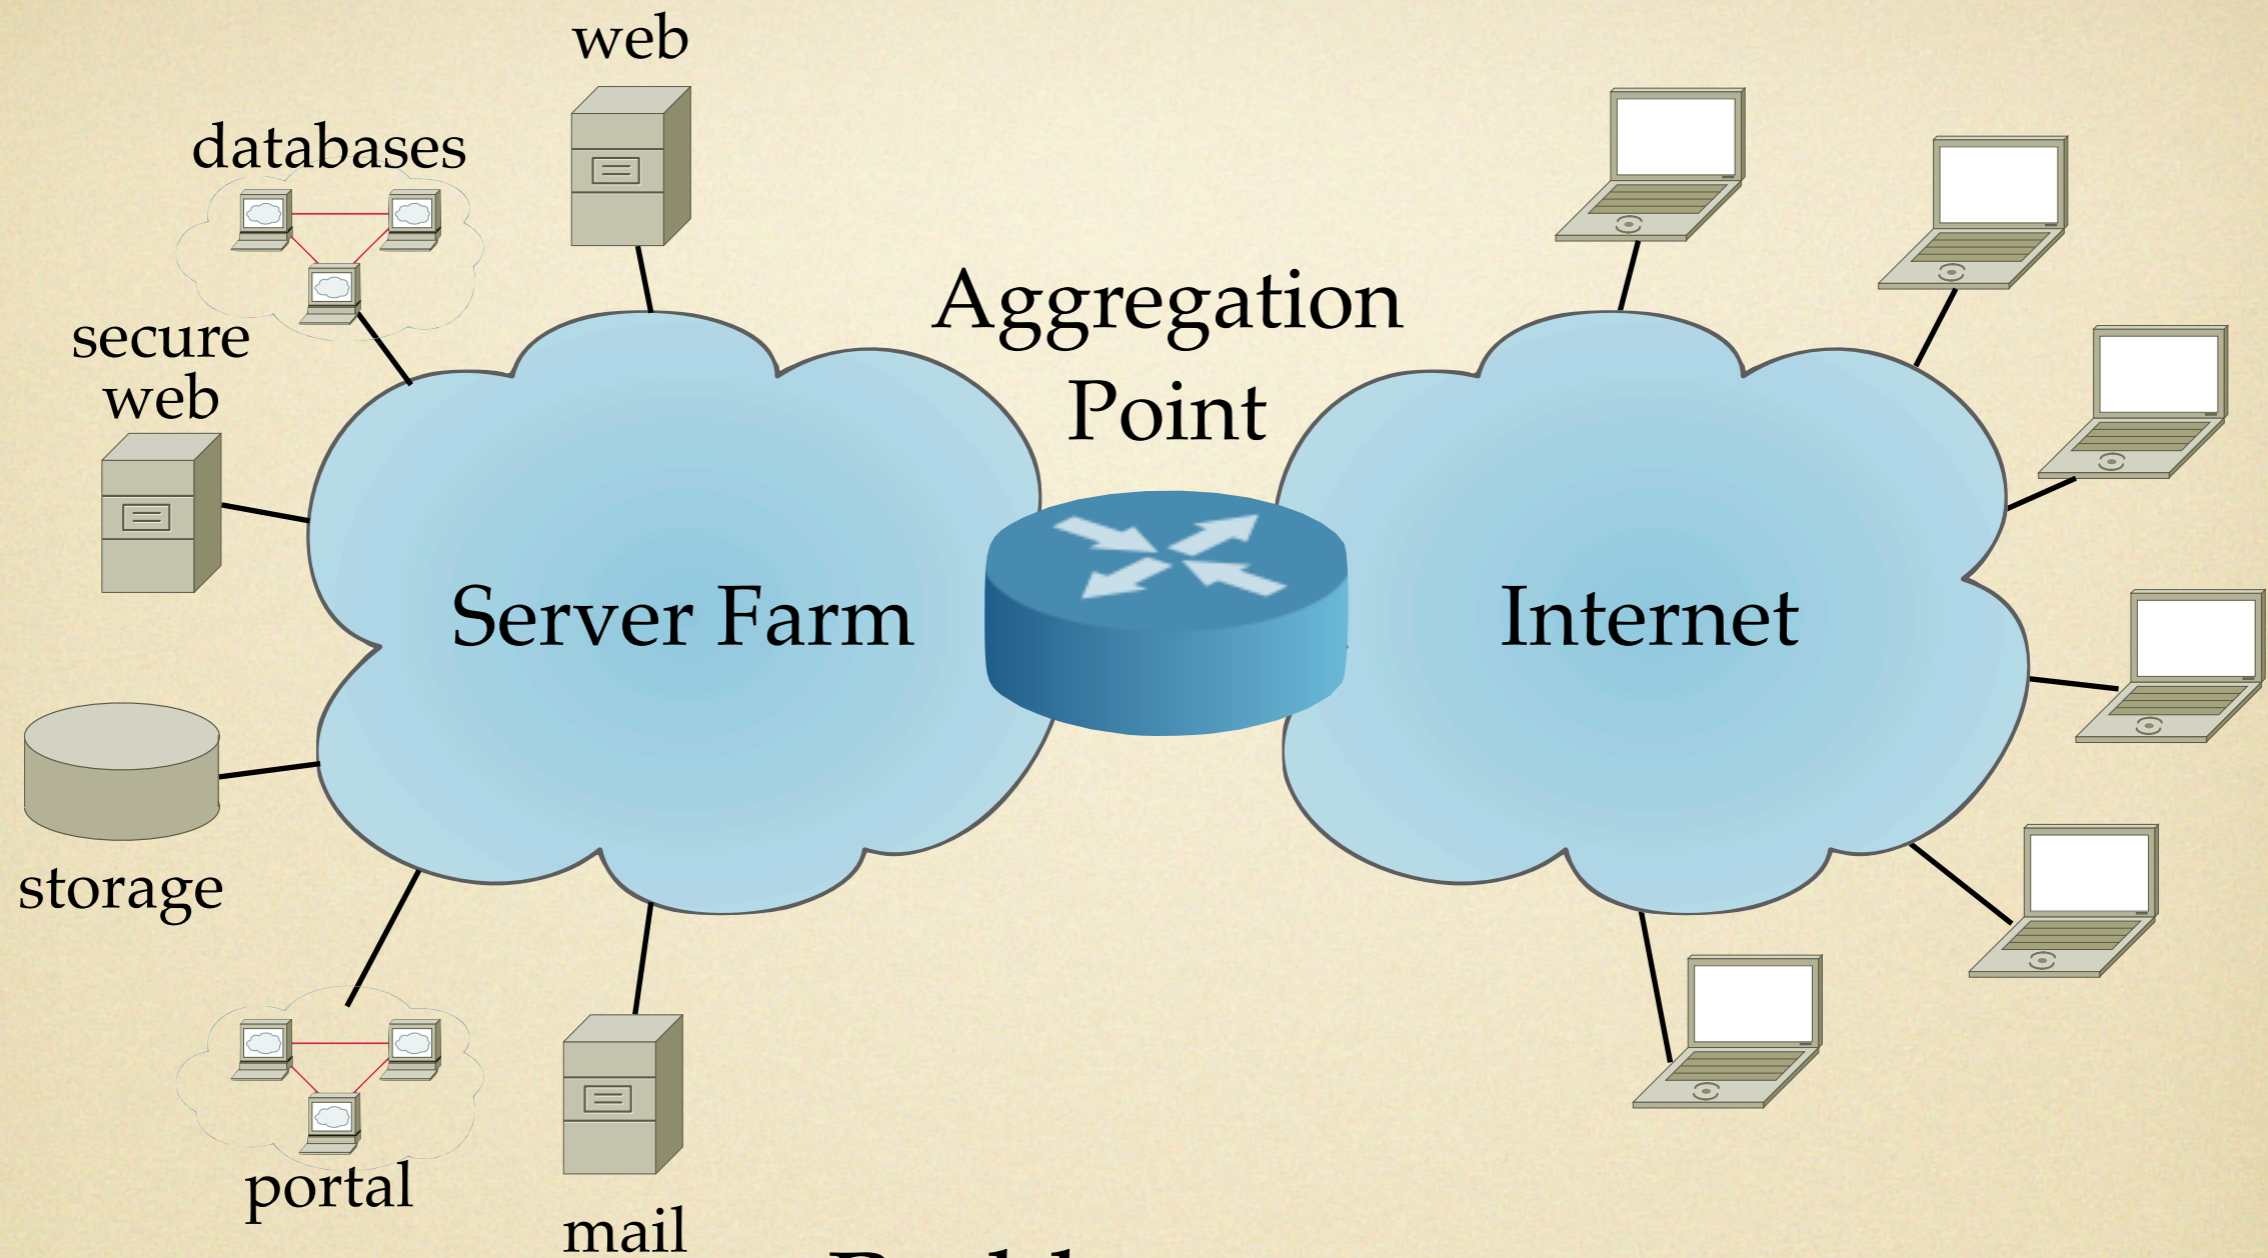 web
databases
secure
web
Aggregation
Point
Server Farm
Internet
storage
portal
mail